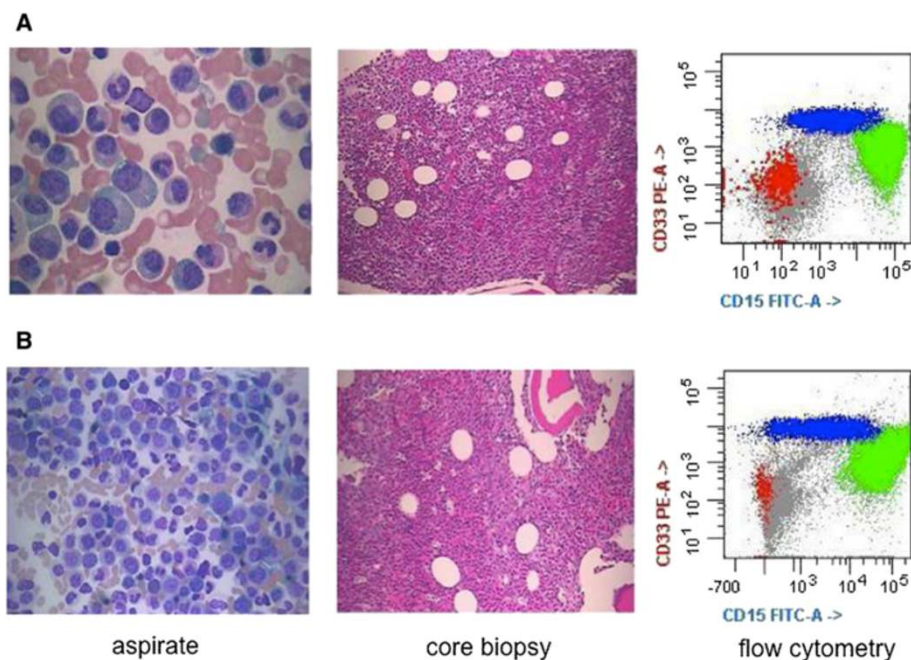 A
10^5
10^3
10^2
10^1
CD33 PE-A ->
10^1 10^2 10^3 10^5
CD15 FITC-A ->
B
10^5
10^3
10^2
10^1
CD33 PE-A ->
-700 10^3 10^4 10^5
CD15 FITC-A ->
aspirate core biopsy flow cytometry